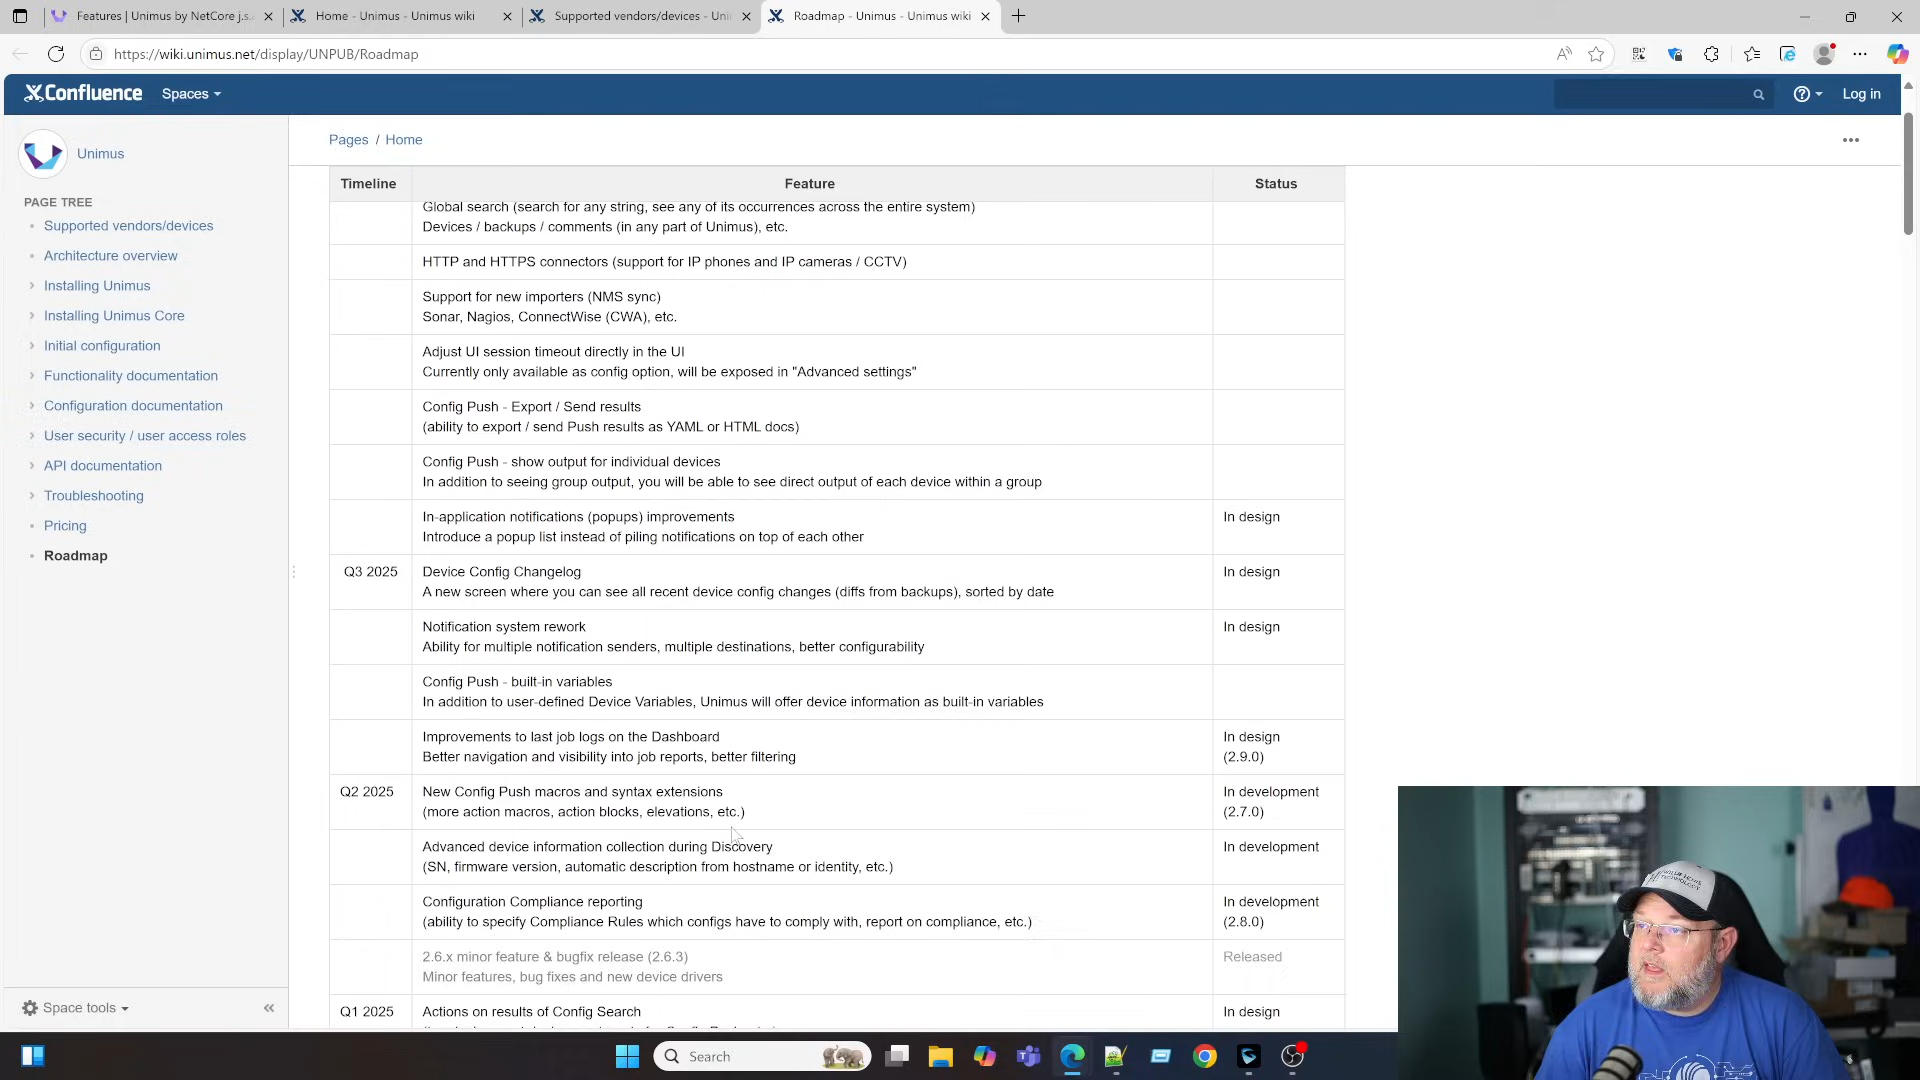 Features | Unimus by NetCore j.s.
Home - Unimus - Unimus wiki
Supported vendors/devices - Uni
Roadmap - Unimus - Unimus wiki
https://wiki.unimus.net/display/UNPUB/Roadmap
Confluence
Spaces
Log in
Unimus
PAGE TREE
Supported vendors/devices
Architecture overview
Installing Unimus
Installing Unimus Core
Initial configuration
Functionality documentation
Configuration documentation
User security / user access roles
API documentation
Troubleshooting
Pricing
Roadmap
Space tools
Pages / Home
Timeline Feature Status
Global search (search for any string, see any of its occurrences across the entire system)
Devices / backups / comments (in any part of Unimus), etc.
HTTP and HTTPS connectors (support for IP phones and IP cameras / CCTV)
Support for new importers (NMS sync)
Sonar, Nagios, ConnectWise (CWA), etc.
Adjust UI session timeout directly in the UI
Currently only available as config option, will be exposed in "Advanced settings"
Config Push - Export / Send results
(ability to export / send Push results as YAML or HTML docs)
Config Push - show output for individual devices
In addition to seeing group output, you will be able to see direct output of each device within a group
In-application notifications (popups) improvements In design
Introduce a popup list instead of piling notifications on top of each other
Q3 2025 Device Config Changelog In design
A new screen where you can see all recent device config changes (diffs from backups), sorted by date
Notification system rework In design
Ability for multiple notification senders, multiple destinations, better configurability
Config Push - built-in variables
In addition to user-defined Device Variables, Unimus will offer device information as built-in variables
Improvements to last job logs on the Dashboard In design
Better navigation and visibility into job reports, better filtering (2.9.0)
Q2 2025 New Config Push macros and syntax extensions In development
(more action macros, action blocks, elevations, etc.) (2.7.0)
Advanced device information collection during Discovery In development
(SN, firmware version, automatic description from hostname or identity, etc.)
Configuration Compliance reporting In development
(ability to specify Compliance Rules which configs have to comply with, report on compliance, etc.) (2.8.0)
2.6.x minor feature & bugfix release (2.6.3) Released
Minor features, bug fixes and new device drivers
Q1 2025 Actions on results of Config Search In design
Search